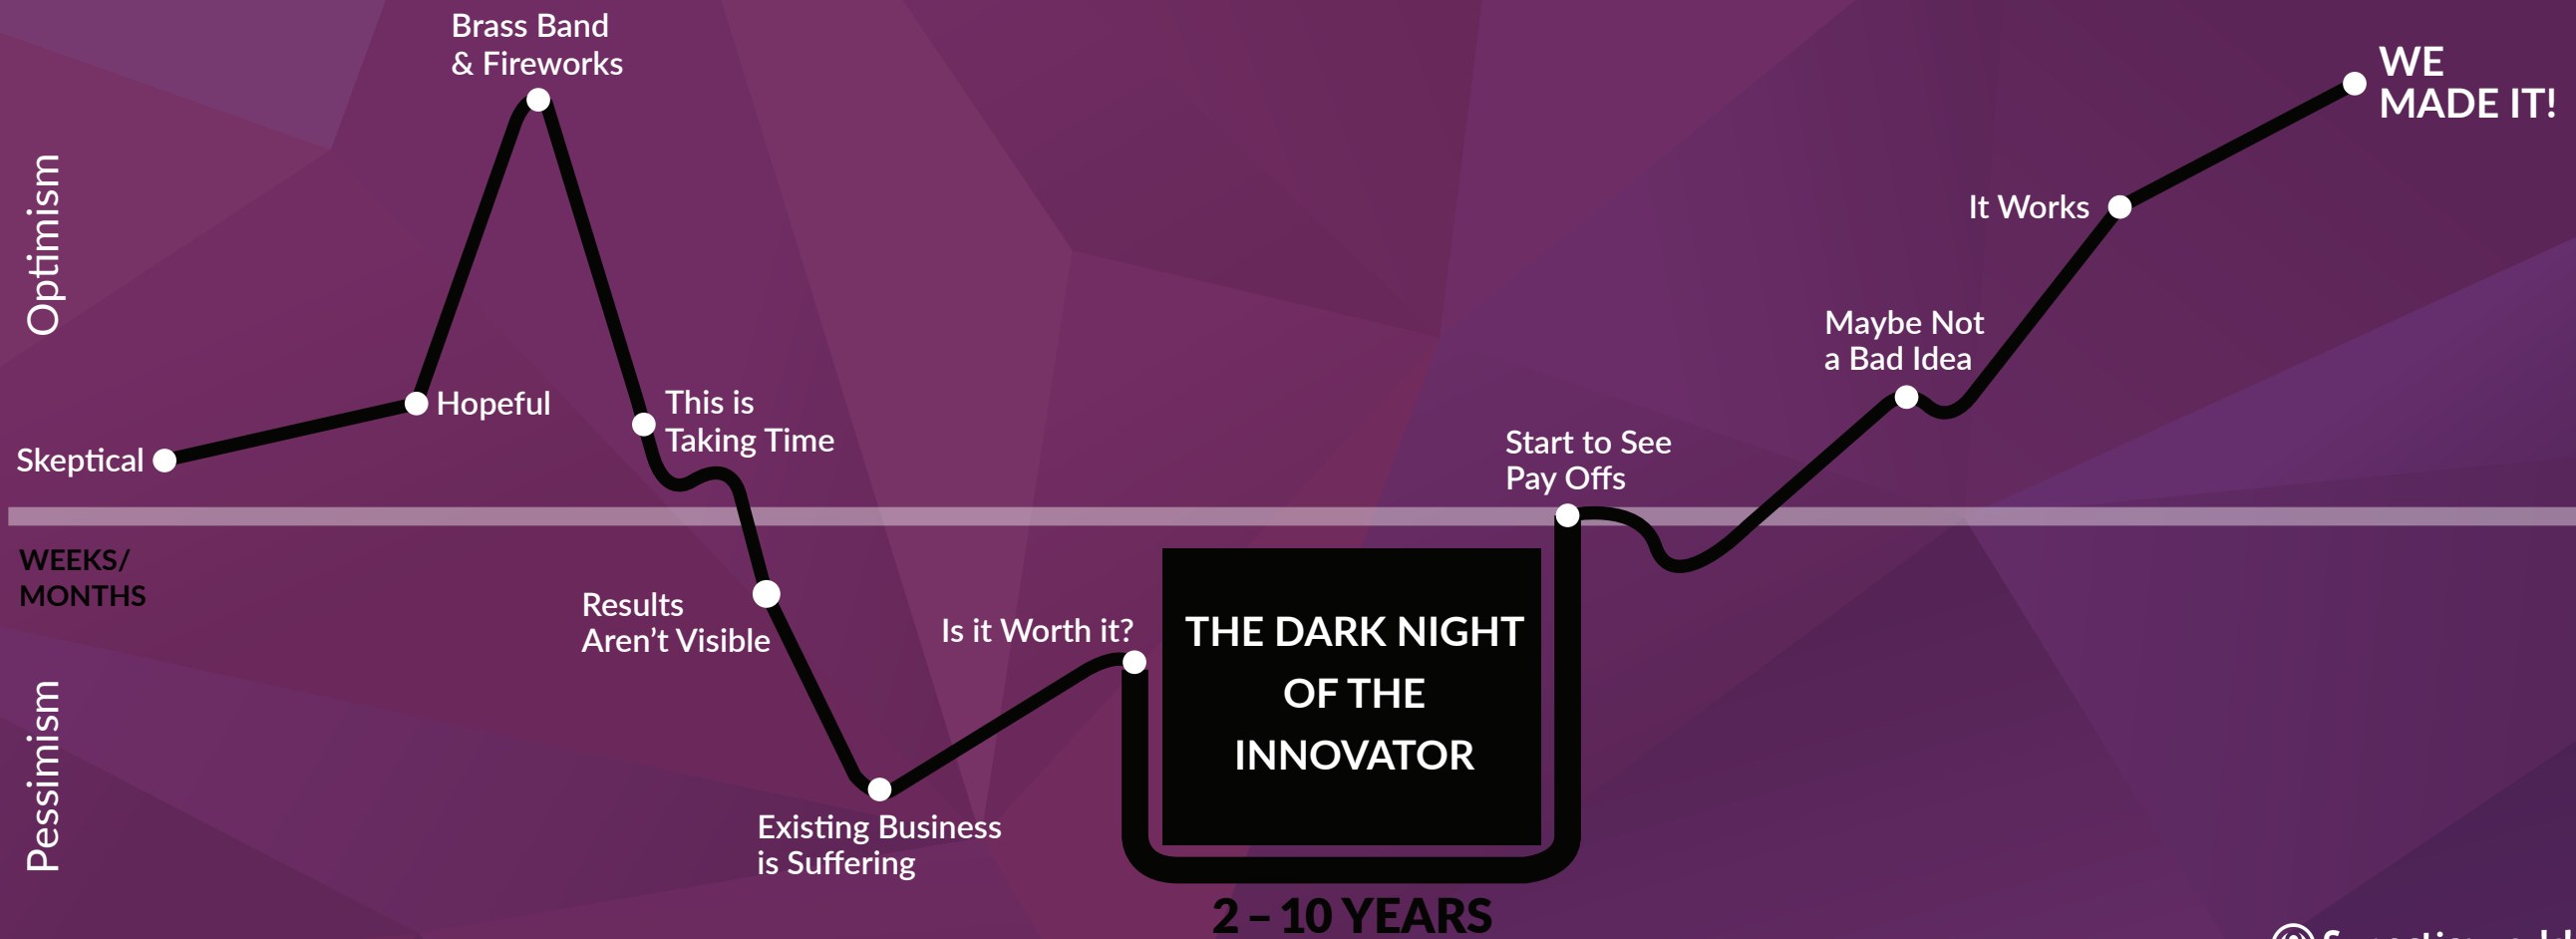 Brass Band
& Fireworks
WE
MADE IT!
Optimism
It Works
Maybe Not
a Bad Idea
Hopeful
This is
Taking Time
Skeptical
Start to See
Pay Offs
WEEKS/
MONTHS
Results
Aren’t Visible
Is it Worth it?
THE DARK NIGHT
OF THE
INNOVATOR
Pessimism
Existing Business
is Suffering
2 – 10 YEARS